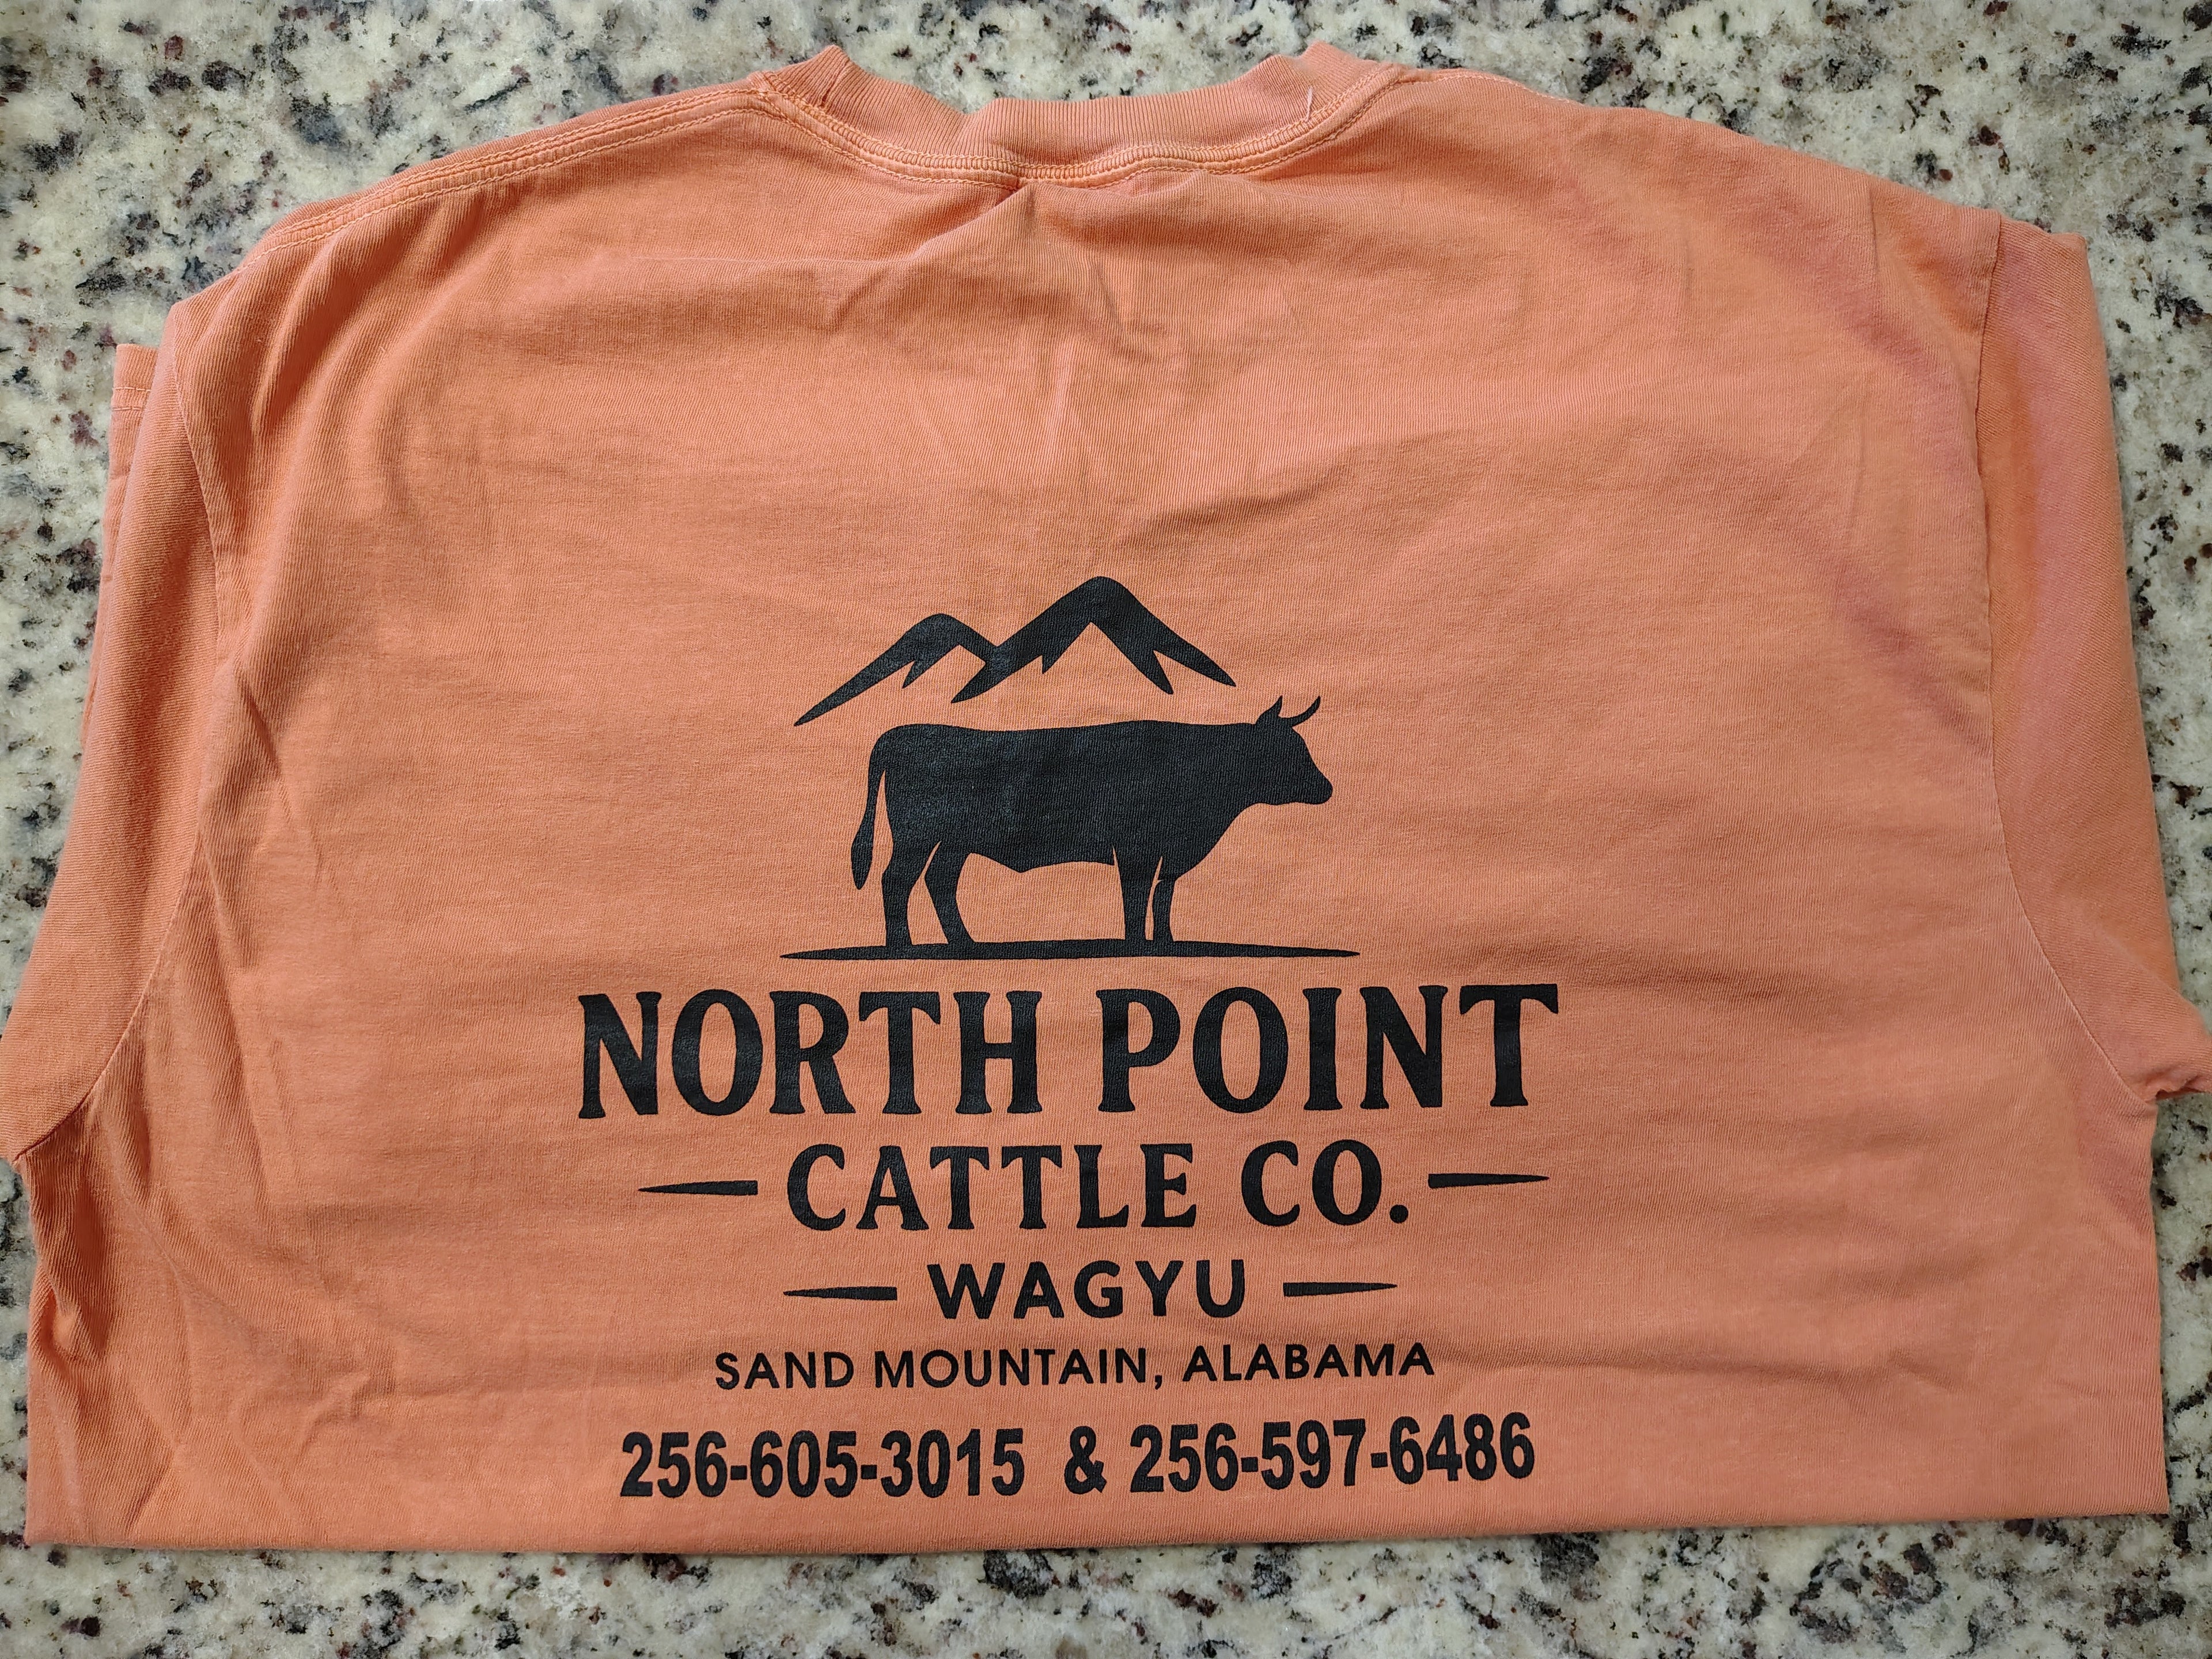 NORTH POINT
CATTLE CO.
WAGYU
SAND MOUNTAIN, ALABAMA
256-605-3015 & 256-597-6486